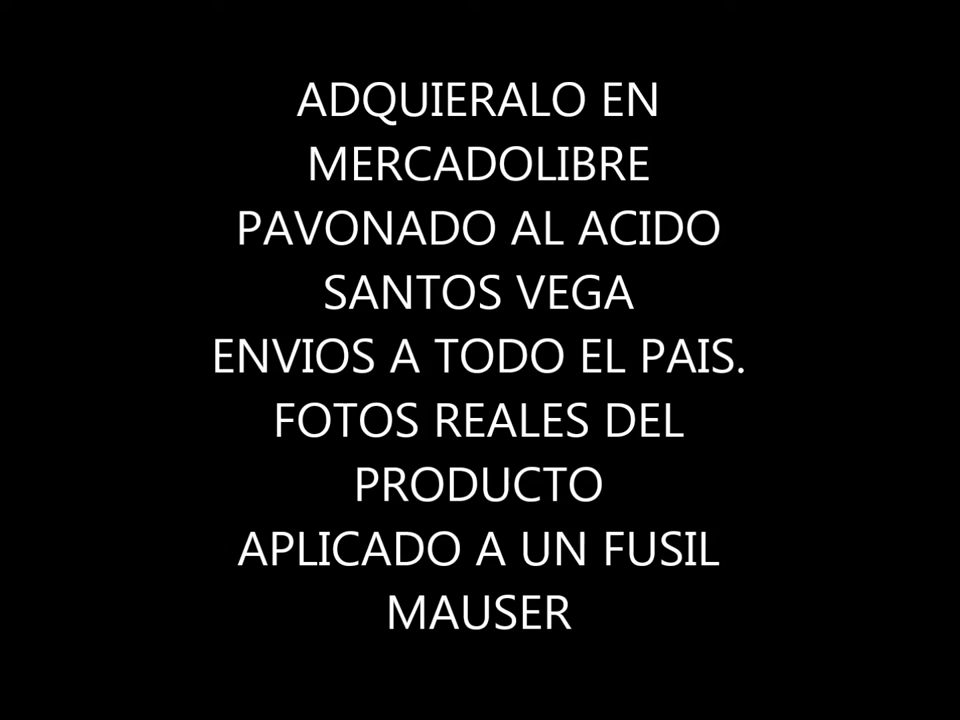 ADQUIERALO EN
MERCADOLIBRE
PAVONADO AL ACIDO
SANTOS VEGA
ENVIOS A TODO EL PAIS.
FOTOS REALES DEL
PRODUCTO
APLICADO A UN FUSIL
MAUSER